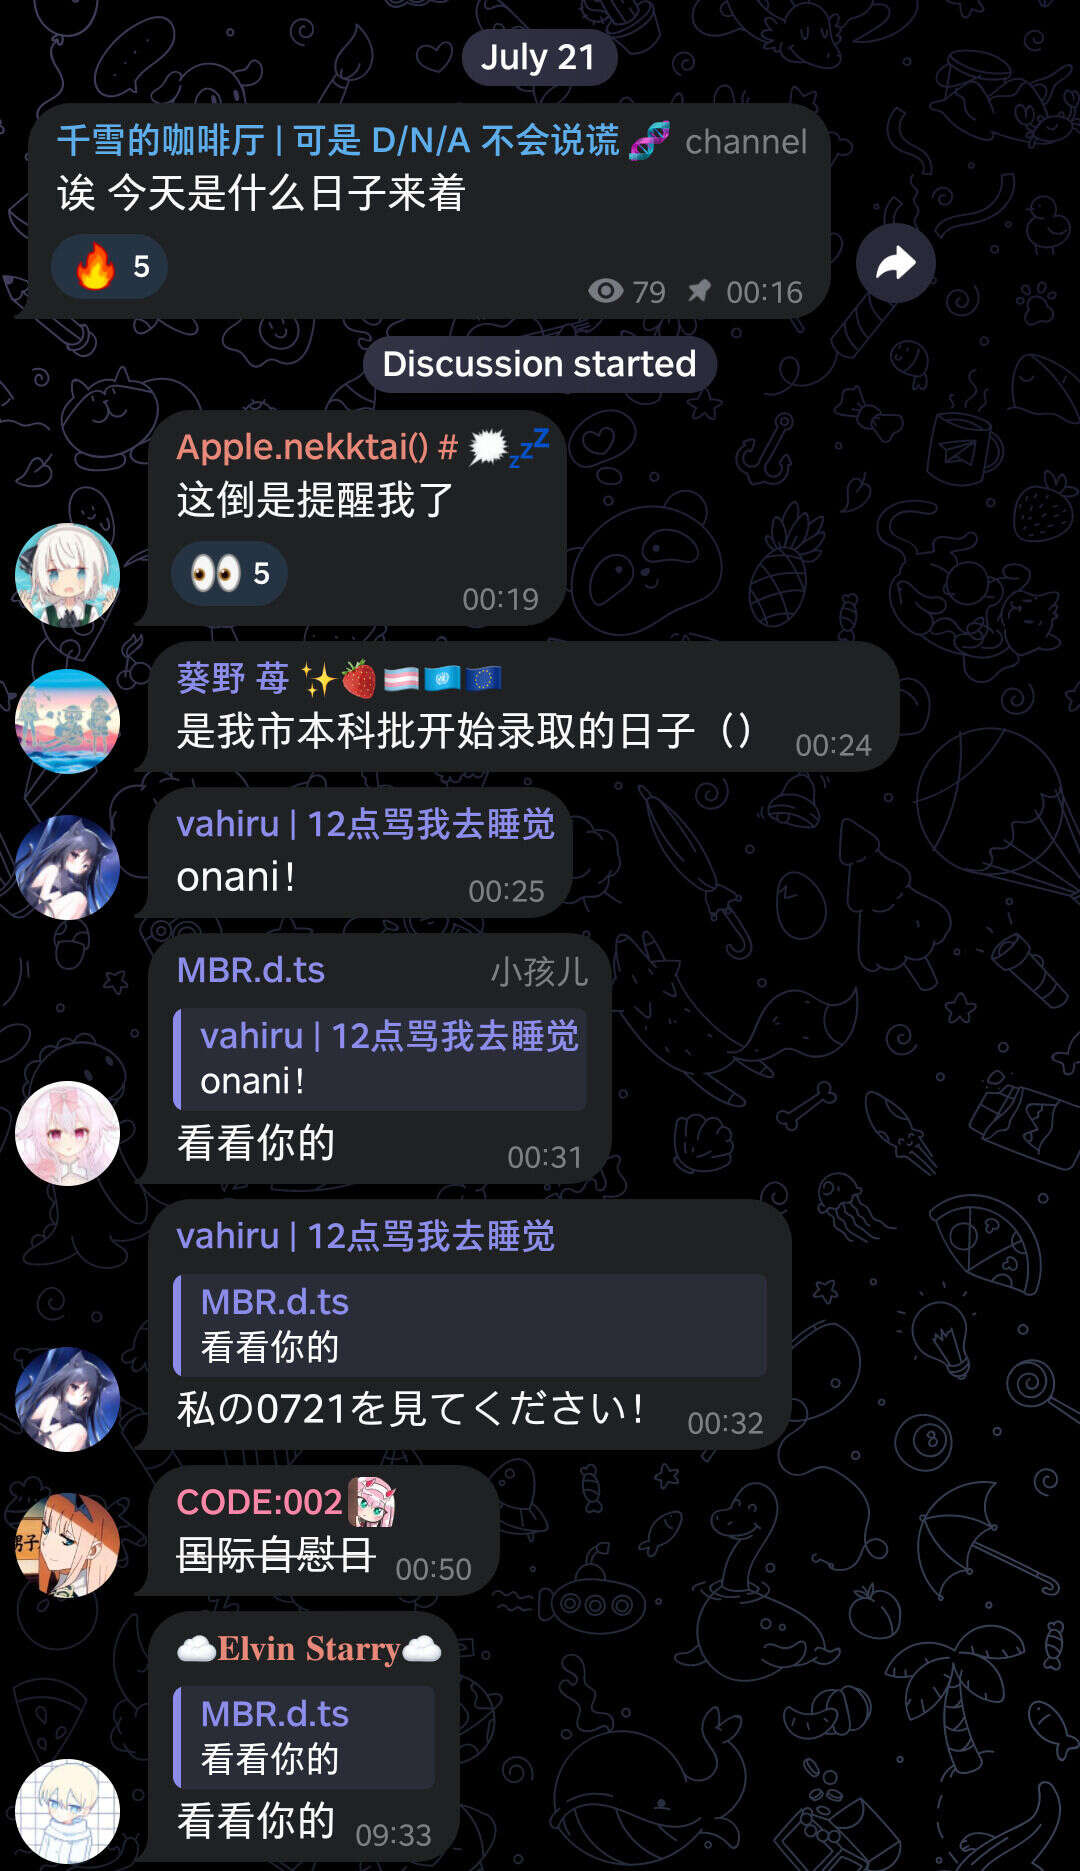 July 21
千雪的咖啡厅 | 可是 D/N/A 不会说谎🧬 channel
诶 今天是什么日子来着
🔥 5
79 00:16
Discussion started
Apple.nekktai() # 🗯💤
这倒是提醒我了
👀 5
00:19
葵野 苺 ✨🍓🏳️‍⚧️🇺🇳🇪🇺
是我市本科批开始录取的日子（） 00:24
vahiru | 12点骂我去睡觉
onani! 00:25
MBR.d.ts 小孩儿
vahiru | 12点骂我去睡觉
onani!
看看你的 00:31
vahiru | 12点骂我去睡觉
MBR.d.ts
看看你的
私の0721を見てください! 00:32
CODE:002
国际自慰日 00:50
☁️Elvin Starry☁️
MBR.d.ts
看看你的
看看你的 09:33